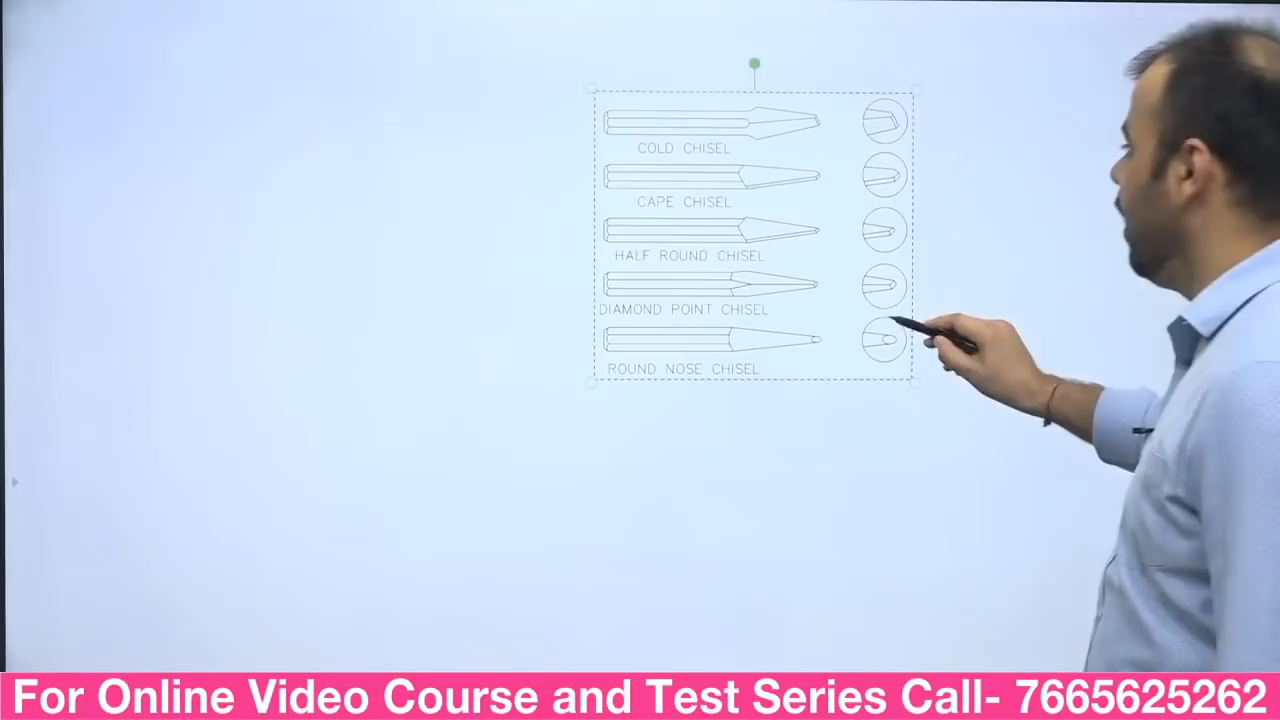 COLD CHISEL
CAPE CHISEL
HALF ROUND CHISEL
DIAMOND POINT CHISEL
ROUND NOSE CHISEL
For Online Video Course and Test Series Call- 7665625262